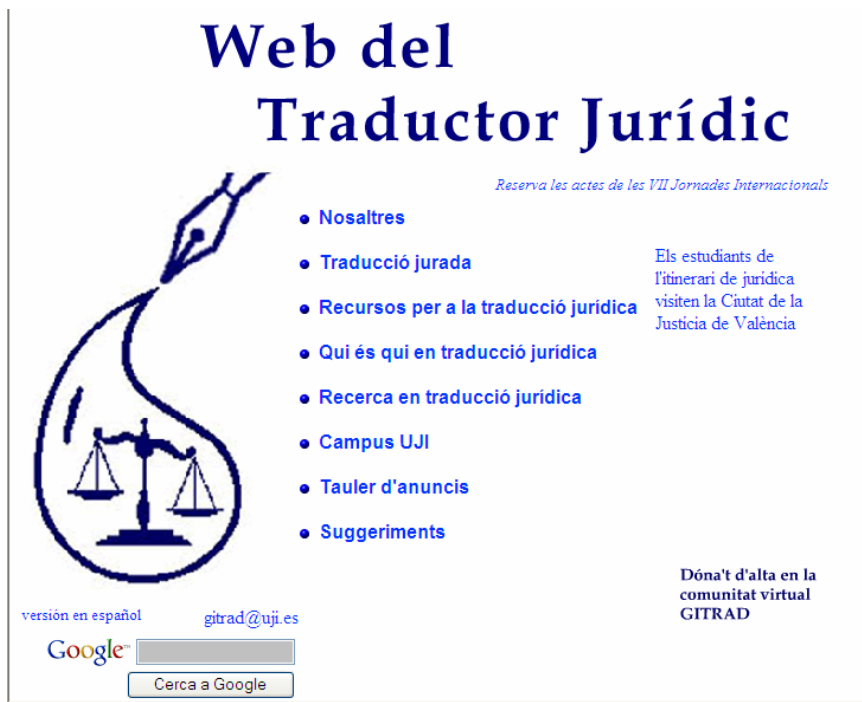 Web del
Traductor Jurídic
Reserva les actes de les VII Jornades Internacionals
Nosaltres
Traducció jurada
Recursos per a la traducció jurídica
Qui és qui en traducció jurídica
Recerca en traducció jurídica
Campus UJI
Tauler d'anuncis
Suggeriments
Els estudiants de
l'itinerari de jurídica
visiten la Ciutat de la
Justícia de València
Dóna't d'alta en la
comunitat virtual
GITRAD
versión en español
gitrad@uji.es
Google™
Cerca a Google